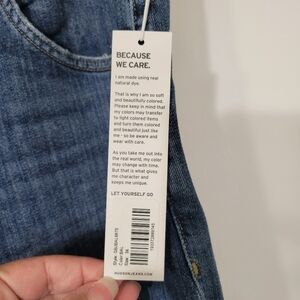 BECAUSE
WE CARE.
I am made using real
natural dye.
That is why I am so soft
and beautifully colored.
Please keep in mind that
my colors may transfer
to light colored items
and turn them colored
and beautiful just like
me - so be aware and
wear with care.
As you take me out into
the real world, my color
may change with time.
But that is what gives
me character and
keeps me unique.
LET YOURSELF GO
Style:
Color:
Size:
HUDSONJEANS.COM